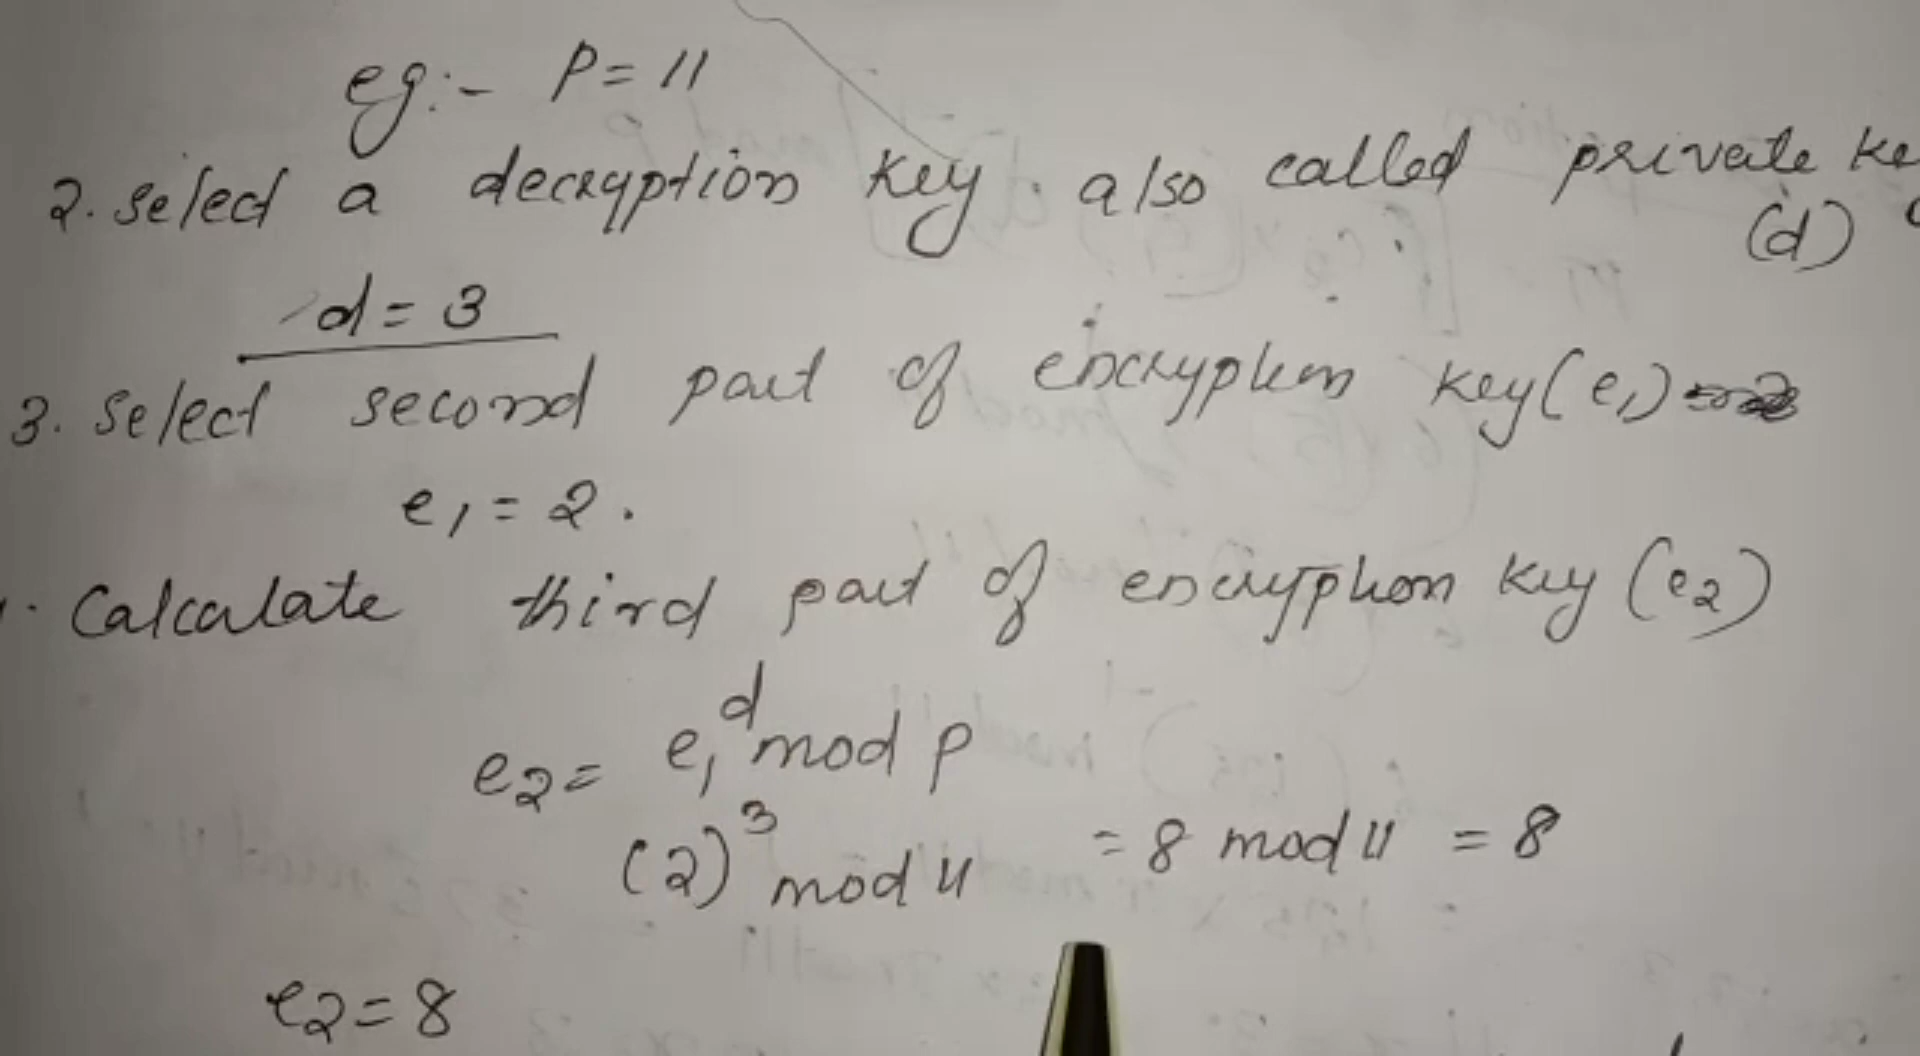 eg:- P=11
2. select a decryption key. also called private
(d)
d=3
3. select second part of encryption key (e1)
e1 = 2.
. Calculate third part of encryption key (e2)
e2 = e1^d mod p
(2)^3 mod 11 = 8 mod 11 = 8
e2=8